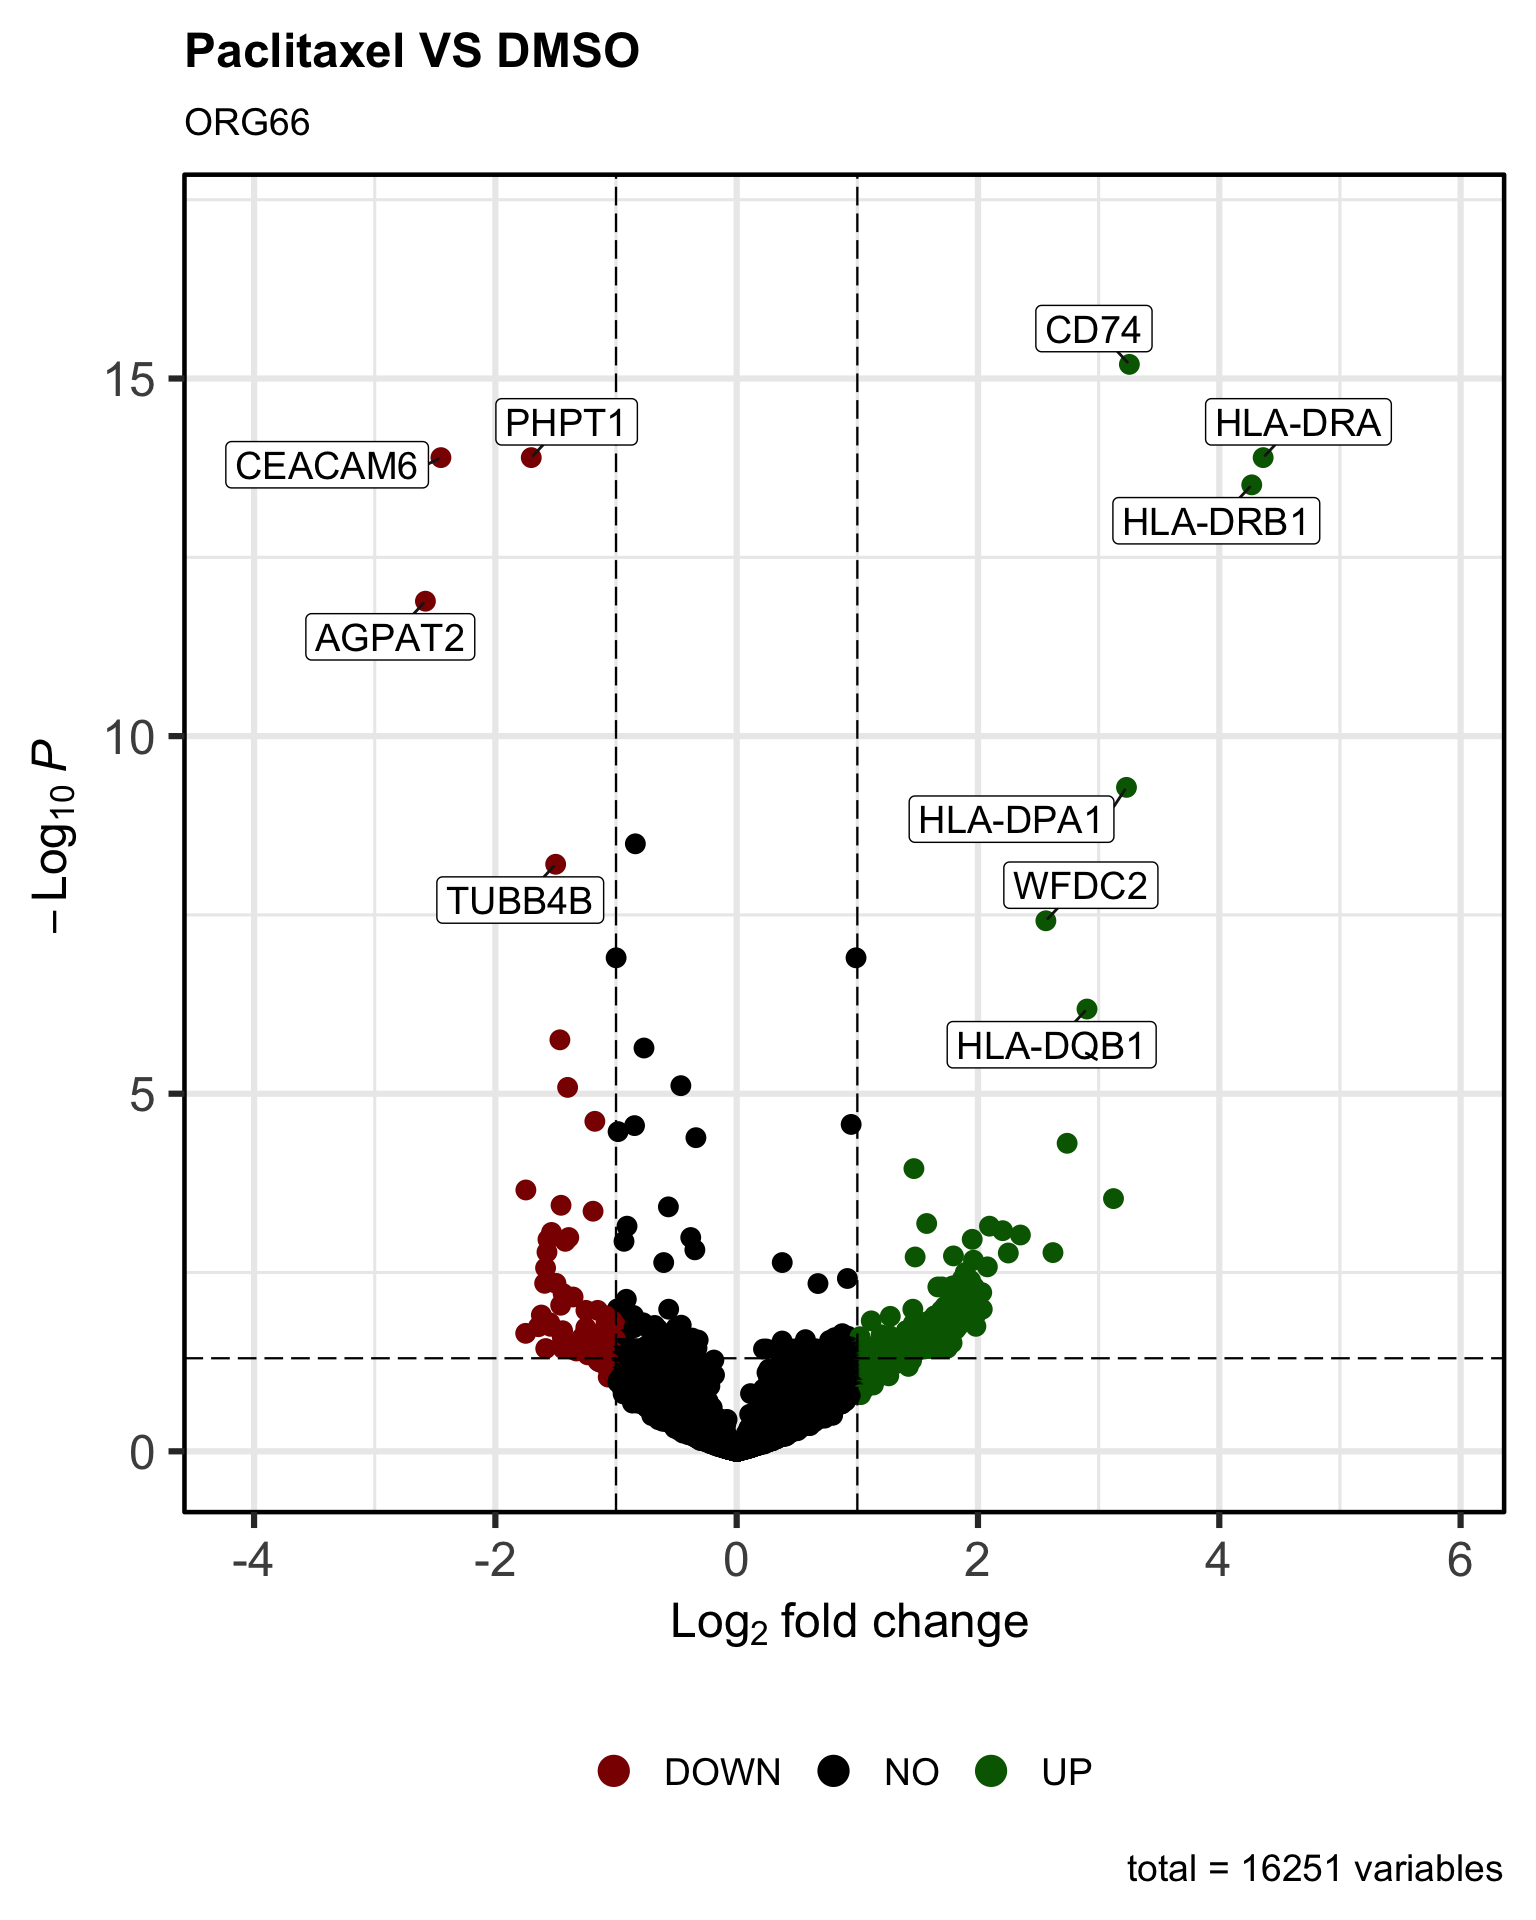 Paclitaxel VS DMSO
ORG66
CD74
HLA-DRA
PHPT1
CEACAM6
HLA-DRB1
AGPAT2
HLA-DPA1
WFDC2
TUBB4B
HLA-DQB1
15
10
5
0
−Log10 P
-4 -2 0 2 4 6
Log2 fold change
DOWN NO UP
total = 16251 variables